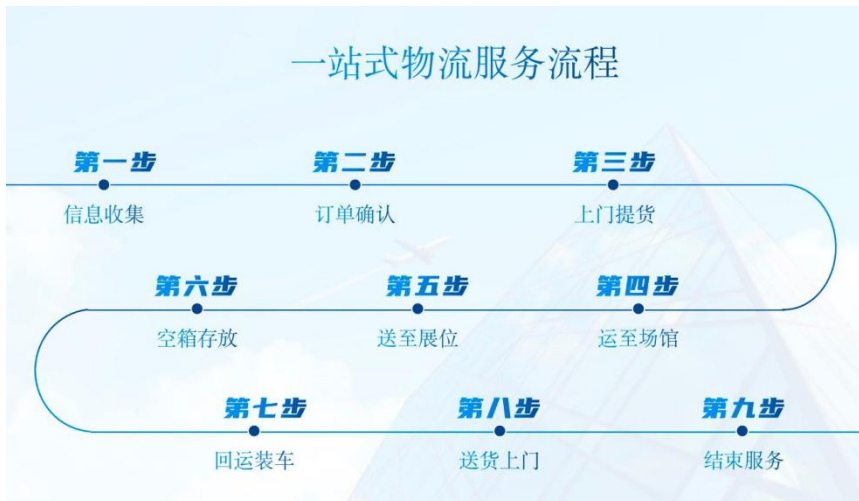 一站式物流服务流程
第一步
信息收集
第二步
订单确认
第三步
上门提货
第四步
运至场馆
第五步
送至展位
第六步
空箱存放
第七步
回运装车
第八步
送货上门
第九步
结束服务